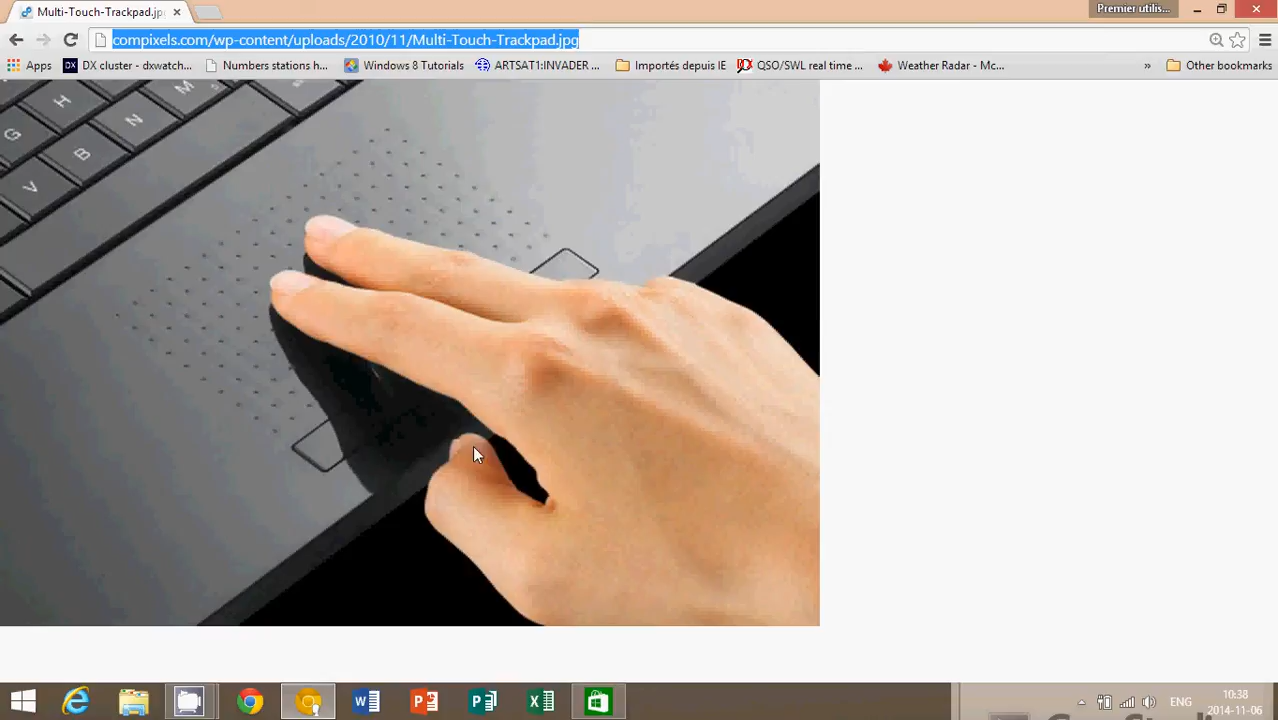 Multi-Touch-Trackpad.jp
Premier utilis...
compixels.com/wp-content/uploads/2010/11/Multi-Touch-Trackpad.jpg
Apps
DX DX cluster - dxwatch...
Numbers stations h...
Windows 8 Tutorials
ARTSAT1:INVADER ...
Importés depuis IE
QSO/SWL real time ...
Weather Radar - Mc...
»
Other bookmarks
H
M
G
N
B
V
ENG
10:38
2014-11-06